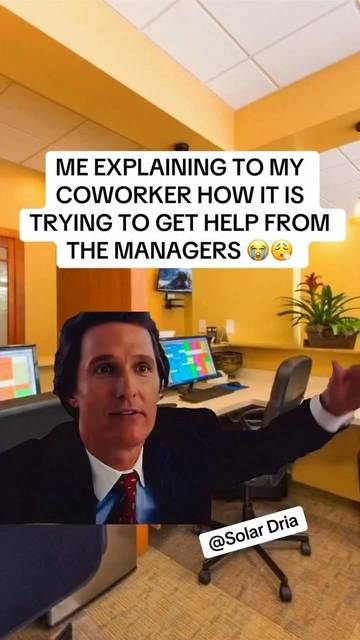 ME EXPLAINING TO MY
COWORKER HOW IT IS
TRYING TO GET HELP FROM
THE MANAGERS 😭😮‍💨
@Solar Dria